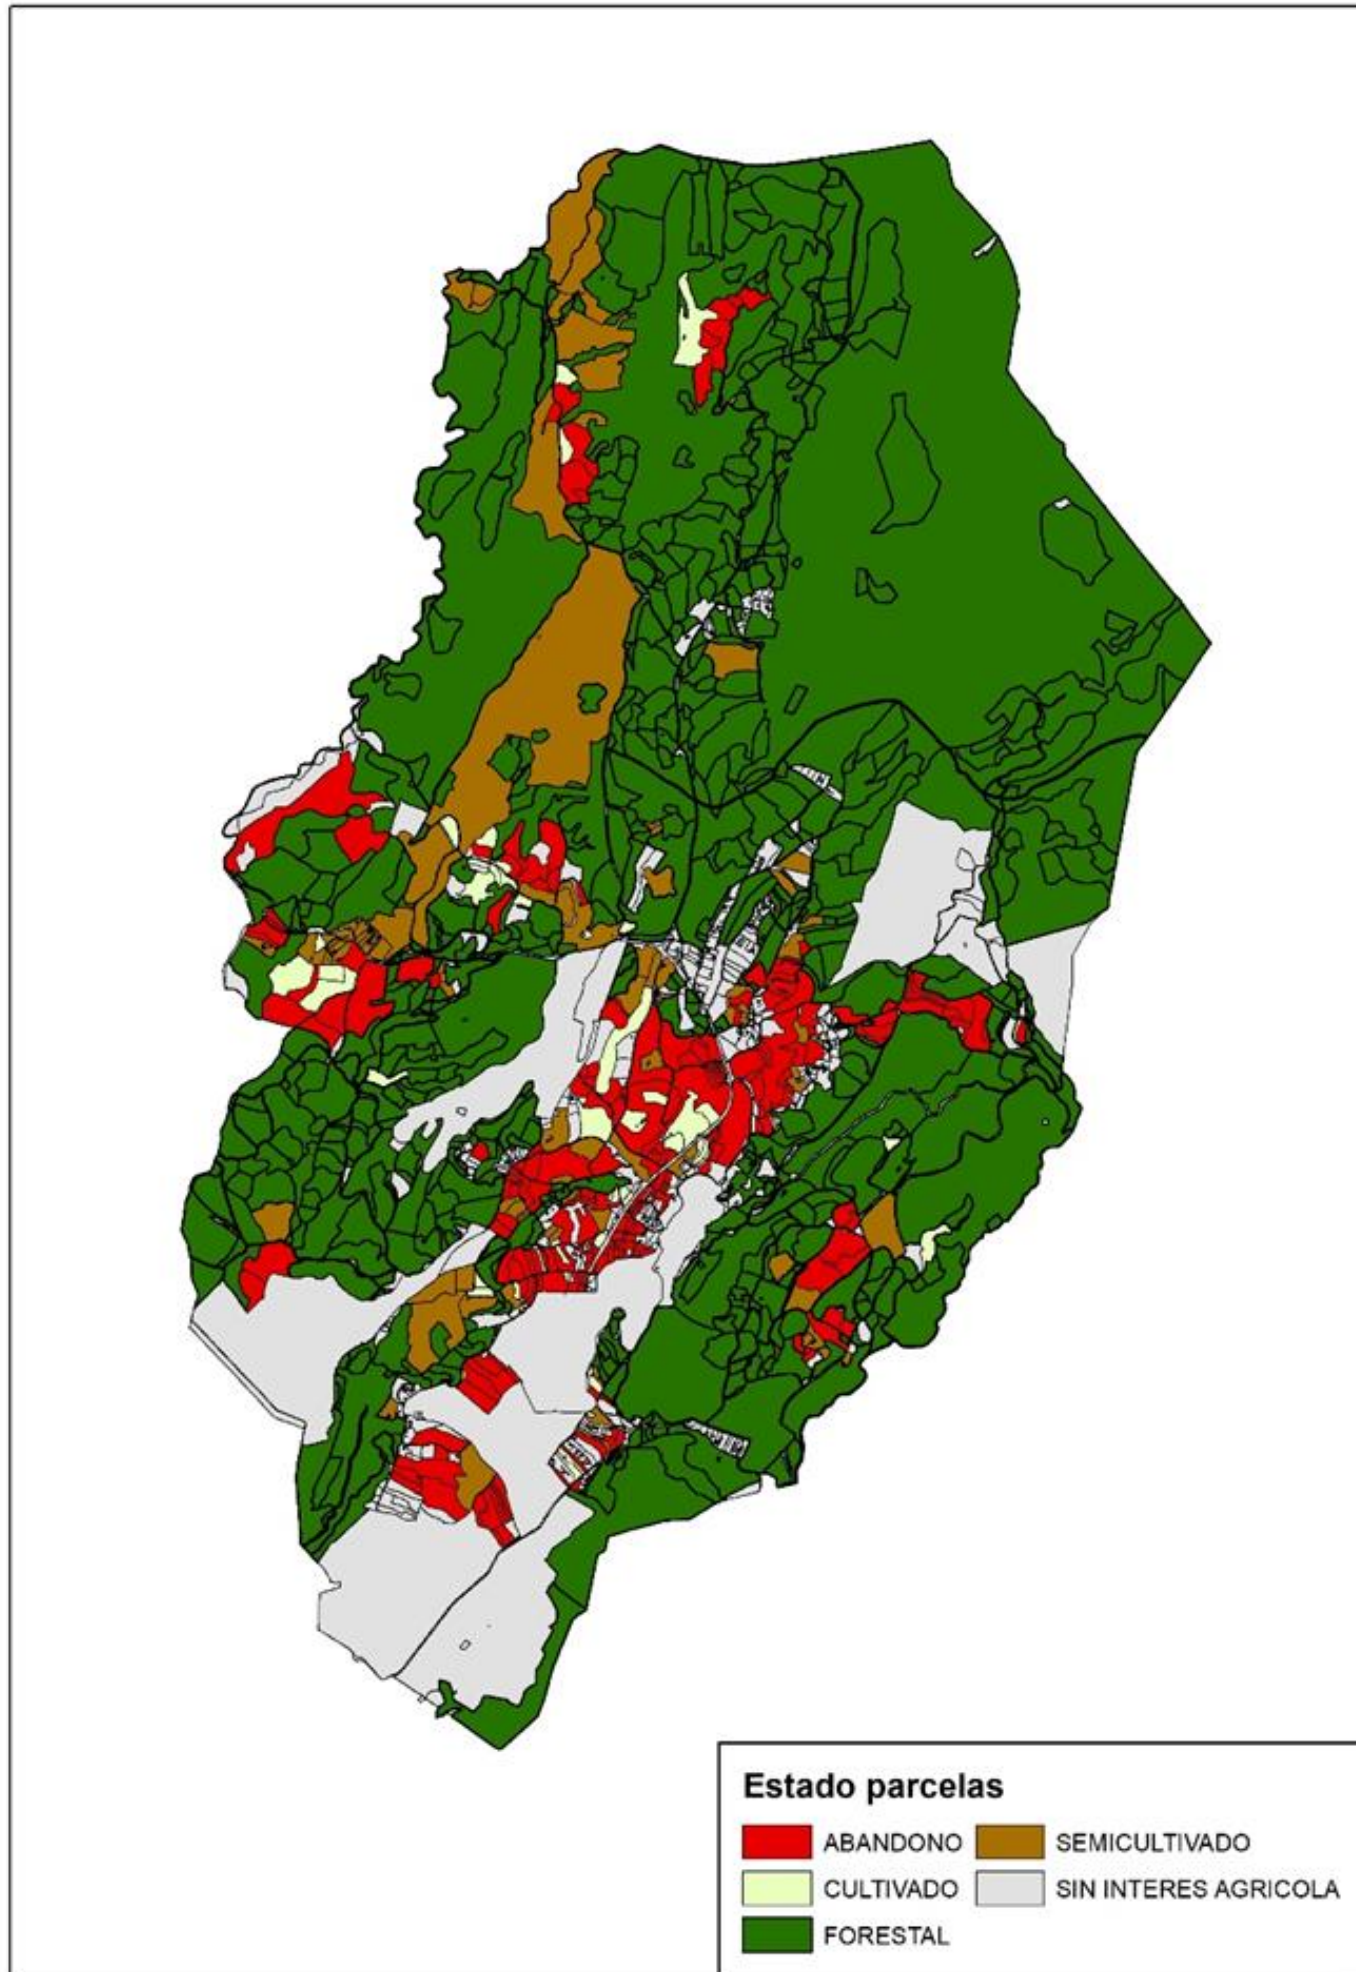 Estado parcelas
ABANDONO SEMICULTIVADO
CULTIVADO SIN INTERES AGRICOLA
FORESTAL